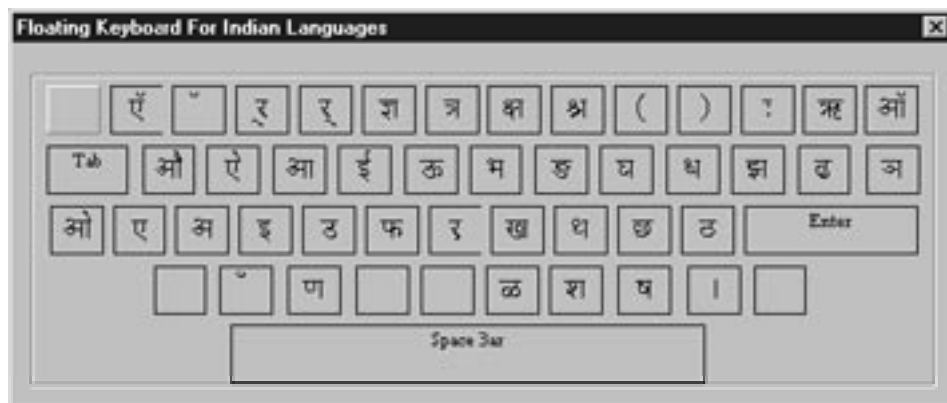 Floating Keyboard For Indian Languages
ऍ ॅ ्र र् ज्ञ त्र क्ष श्र ( ) ः ऋ ऑ
Tab औ ऐ आ ई ऊ भ ङ घ ध झ ढ ञ
ओ ए अ इ उ फ ऱ ख थ छ ठ Enter
ँ ण ळ श ष ।
Space Bar